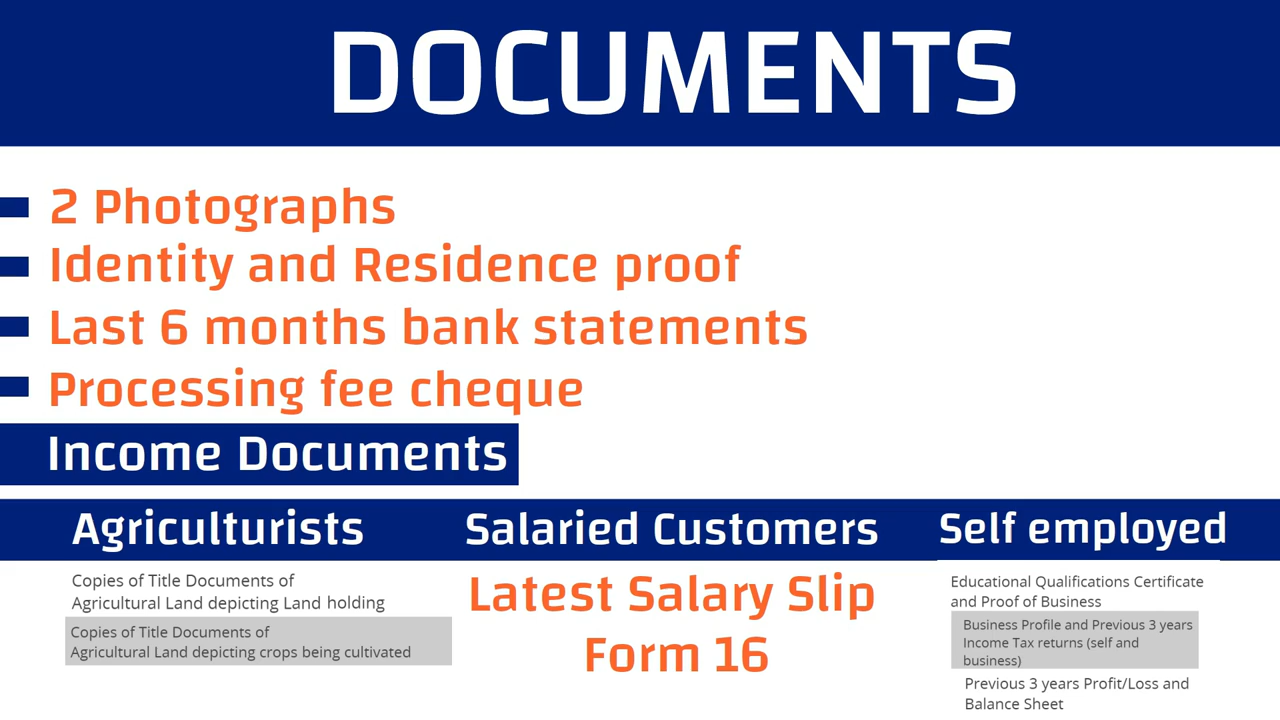 DOCUMENTS
2 Photographs
Identity and Residence proof
Last 6 months bank statements
Processing fee cheque
Income Documents
Agriculturists
Copies of Title Documents of
Agricultural Land depicting Land holding
Copies of Title Documents of
Agricultural Land depicting crops being cultivated
Salaried Customers
Latest Salary Slip
Form 16
Self employed
Educational Qualifications Certificate
and Proof of Business
Business Profile and Previous 3 years
Income Tax returns (self and
business)
Previous 3 years Profit/Loss and
Balance Sheet